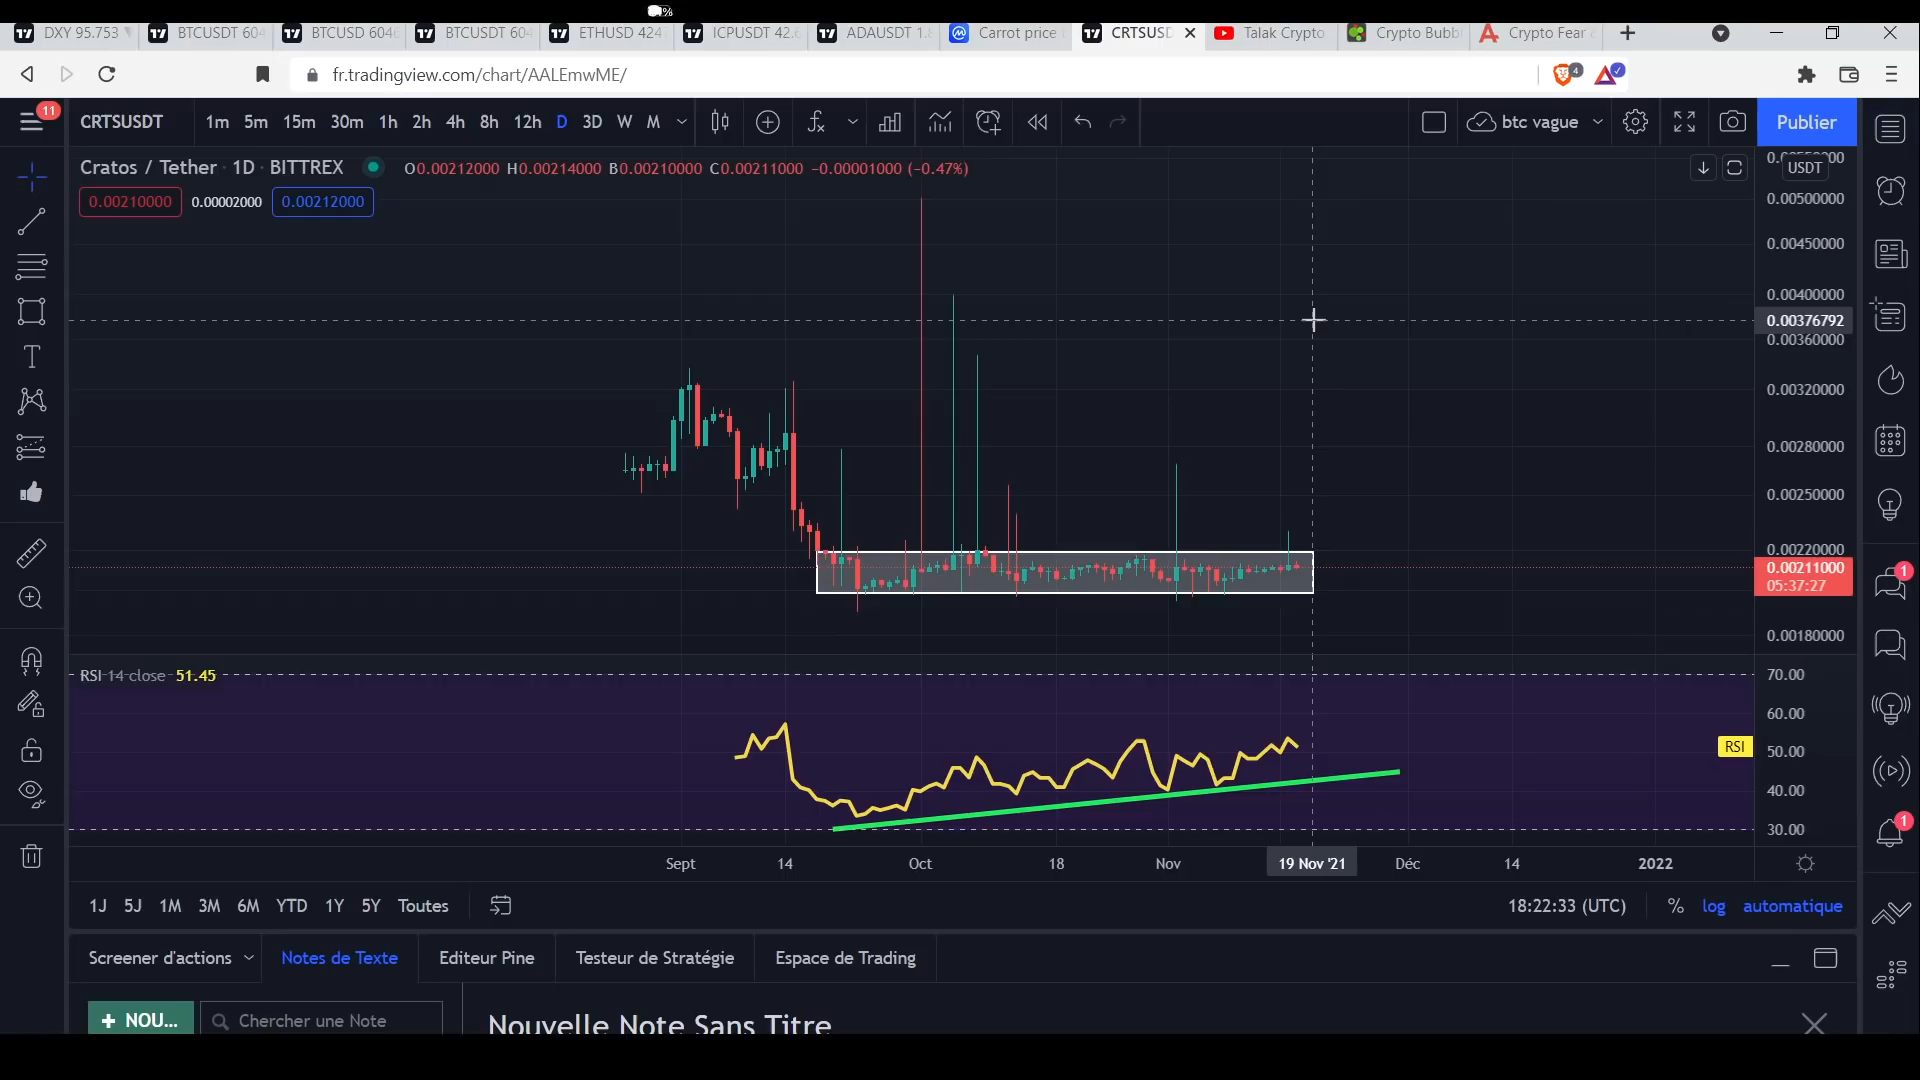 DXY 95.753
BTCUSDT 604
BTCUSD 6046
BTCUSDT 604
ETHUSD 424
ICPUSDT 42.6
ADAUSDT 1.8
Carrot price
CRTSUSD
Talak Crypto
Crypto Bubb
Crypto Fear
fr.tradingview.com/chart/AALEmwME/
4
11
CRTSUSDT 1m 5m 15m 30m 1h 2h 4h 8h 12h D 3D W M
btc vague
Publier
Cratos / Tether 1D BITTREX O0.00212000 H0.00214000 B0.00210000 C0.00211000 −0.00001000 (−0.47%)
0.00210000 0.00002000 0.00212000
USDT
0.00500000
0.00450000
0.00400000
0.00376792
0.00360000
0.00320000
0.00280000
0.00250000
0.00220000
0.00211000
05:37:27
0.00180000
1
RSI 14 close 51.45
70.00
60.00
RSI
50.00
40.00
30.00
1
Sept 14 Oct 18 Nov 19 Nov '21 Déc 14 2022
1J 5J 1M 3M 6M YTD 1Y 5Y Toutes
18:22:33 (UTC) % log automatique
Screener d'actions Notes de Texte Editeur Pine Testeur de Stratégie Espace de Trading
+ NOU...
Chercher une Note
Nouvelle Note Sans Titre